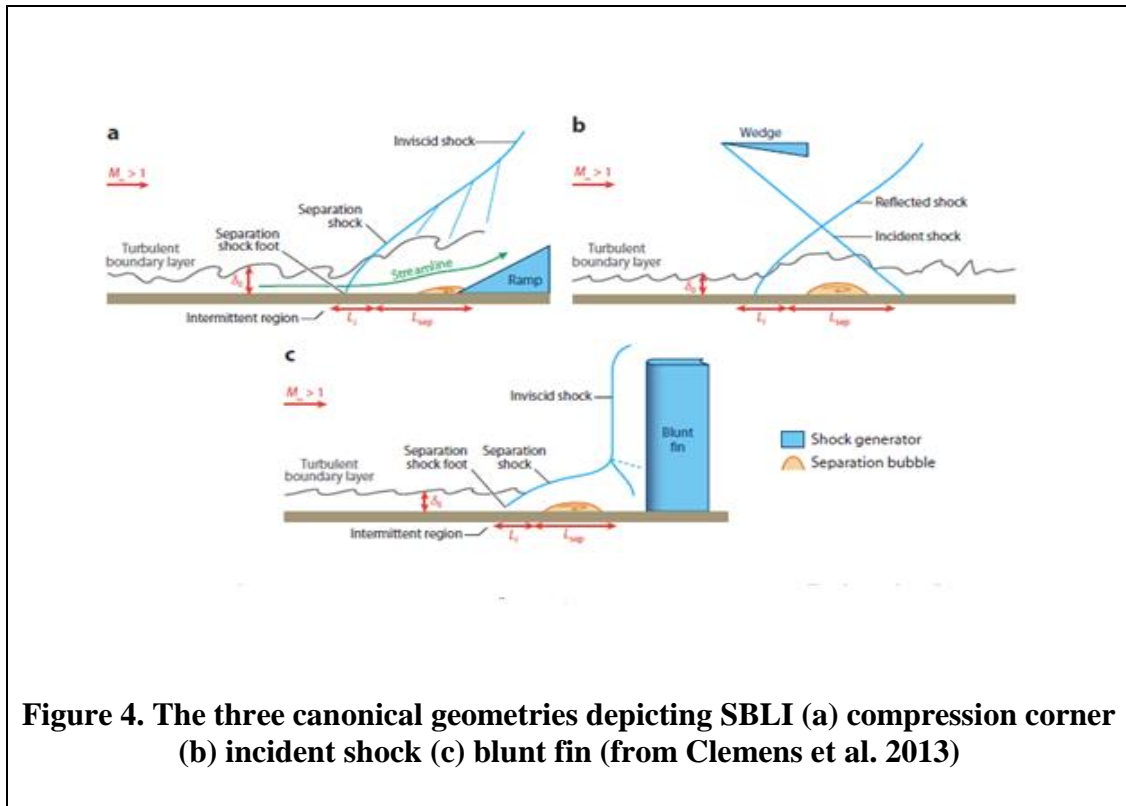 a
Inviscid shock
M∞ > 1
Separation
shock
Separation
shock foot
Turbulent
boundary layer
δ₀
Streamline
Ramp
Intermittent region
Lᵢ
Lsep
b
Wedge
M∞ > 1
Reflected shock
Incident shock
Turbulent
boundary layer
δ₀
Lᵢ
Lsep
c
M∞ > 1
Inviscid shock
Blunt
fin
Separation
shock foot
Separation
shock
Turbulent
boundary layer
δ₀
Intermittent region
Lᵢ
Lsep
Shock generator
Separation bubble
Figure 4. The three canonical geometries depicting SBLI (a) compression corner
(b) incident shock (c) blunt fin (from Clemens et al. 2013)